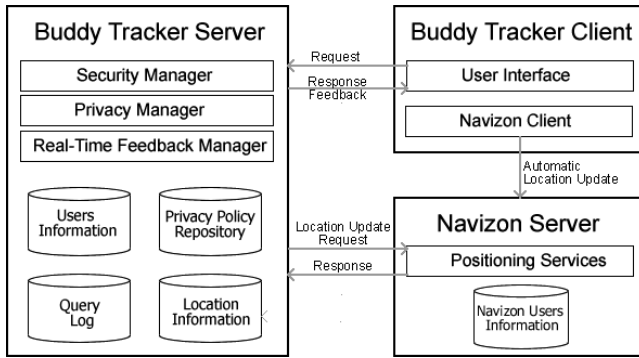 Buddy Tracker Server
Security Manager
Privacy Manager
Real-Time Feedback Manager
Users
Information
Privacy Policy
Repository
Query
Log
Location
Information
Request
Response
Feedback
Location Update
Request
Response
Buddy Tracker Client
User Interface
Navizon Client
Automatic
Location Update
Navizon Server
Positioning Services
Navizon Users
Information